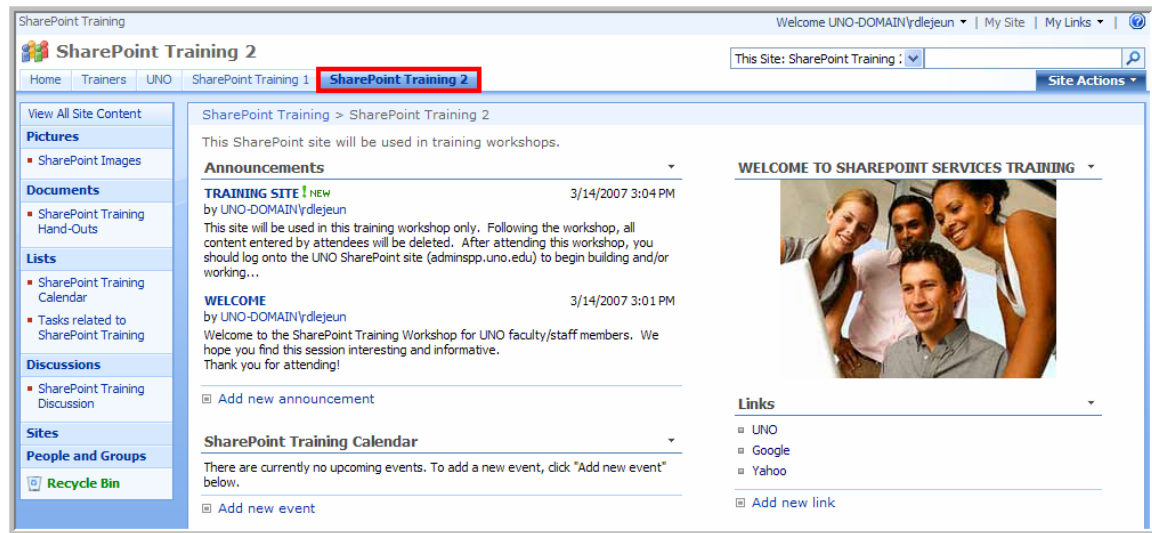 SharePoint Training
Welcome UNO-DOMAIN\rdlejeun | My Site | My Links |
SharePoint Training 2
This Site: SharePoint Training :
Home Trainers UNO SharePoint Training 1 SharePoint Training 2
Site Actions
View All Site Content
Pictures
SharePoint Images
Documents
SharePoint Training
Hand-Outs
Lists
SharePoint Training
Calendar
Tasks related to
SharePoint Training
Discussions
SharePoint Training
Discussion
Sites
People and Groups
Recycle Bin
SharePoint Training > SharePoint Training 2
This SharePoint site will be used in training workshops.
Announcements
TRAINING SITE ! NEW 3/14/2007 3:04 PM
by UNO-DOMAIN\rdlejeun
This site will be used in this training workshop only. Following the workshop, all
content entered by attendees will be deleted. After attending this workshop, you
should log onto the UNO SharePoint site (adminspp.uno.edu) to begin building and/or
working...
WELCOME 3/14/2007 3:01 PM
by UNO-DOMAIN\rdlejeun
Welcome to the SharePoint Training Workshop for UNO faculty/staff members. We
hope you find this session interesting and informative.
Thank you for attending!
Add new announcement
SharePoint Training Calendar
There are currently no upcoming events. To add a new event, click "Add new event"
below.
Add new event
WELCOME TO SHAREPOINT SERVICES TRAINING
Links
UNO
Google
Yahoo
Add new link